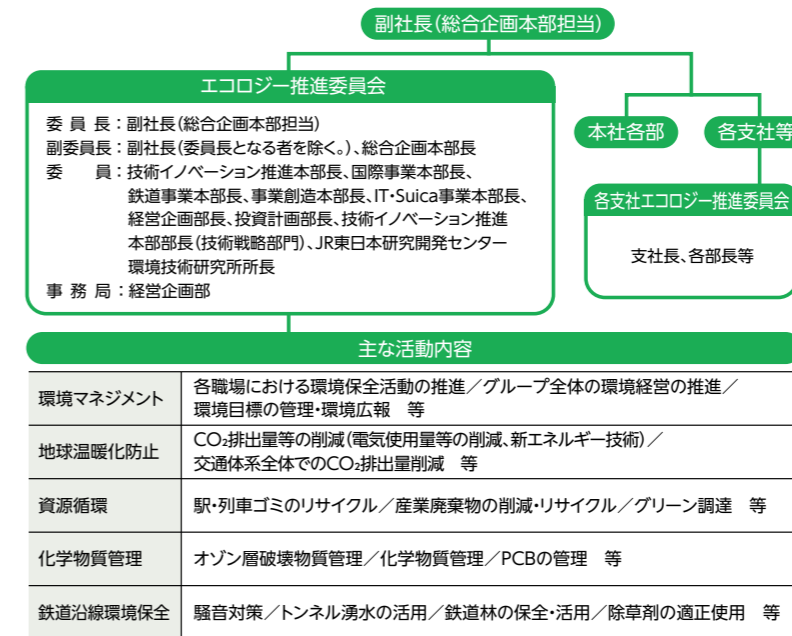 副社長(総合企画本部担当)
エコロジー推進委員会
委員長：副社長(総合企画本部担当)
副委員長：副社長(委員長となる者を除く。)、総合企画本部長
委　員：技術イノベーション推進本部長、国際事業本部長、
鉄道事業本部長、事業創造本部長、IT・Suica事業本部長、
経営企画部長、投資計画部長、技術イノベーション推進
本部部長(技術戦略部門)、JR東日本研究開発センター
環境技術研究所所長
事務局：経営企画部
本社各部
各支社等
各支社エコロジー推進委員会
支社長、各部長等
主な活動内容
環境マネジメント
各職場における環境保全活動の推進／グループ全体の環境経営の推進／
環境目標の管理・環境広報　等
地球温暖化防止
CO₂排出量等の削減(電気使用量等の削減、新エネルギー技術)／
交通体系全体でのCO₂排出量削減　等
資源循環
駅・列車ゴミのリサイクル／産業廃棄物の削減・リサイクル／グリーン調達　等
化学物質管理
オゾン層破壊物質管理／化学物質管理／PCBの管理　等
鉄道沿線環境保全
騒音対策／トンネル湧水の活用／鉄道林の保全・活用／除草剤の適正使用　等